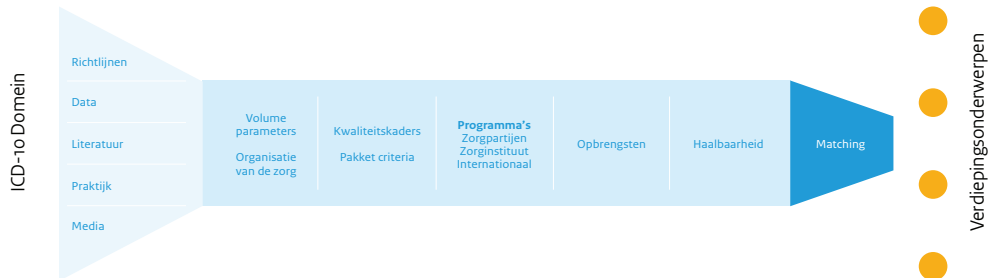 ICD-10 Domein
Richtlijnen
Data
Literatuur
Praktijk
Media
Volume
parameters
Organisatie
van de zorg
Kwaliteitskaders
Pakket criteria
Programma's
Zorgpartijen
Zorginstituut
Internationaal
Opbrengsten
Haalbaarheid
Matching
Verdiepingsonderwerpen